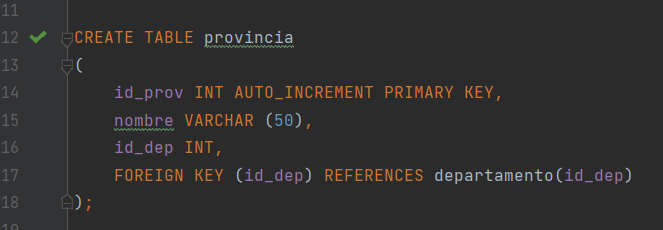 11
12 CREATE TABLE provincia
13 (
14 id_prov INT AUTO_INCREMENT PRIMARY KEY,
15 nombre VARCHAR (50),
16 id_dep INT,
17 FOREIGN KEY (id_dep) REFERENCES departamento(id_dep)
18 );